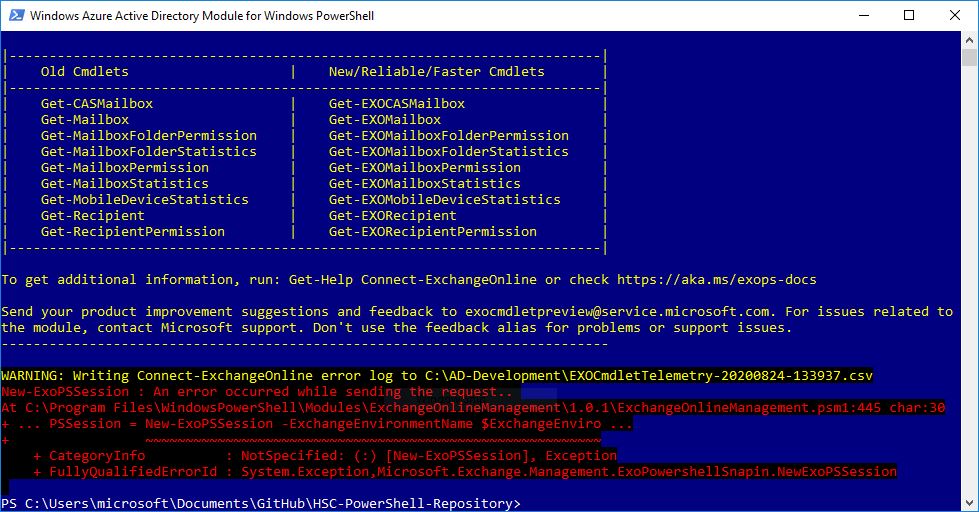 Windows Azure Active Directory Module for Windows PowerShell
|--------------------------------------------------------------------------|
|    Old Cmdlets                        |    New/Reliable/Faster Cmdlets       |
|--------------------------------------------------------------------------|
|    Get-CASMailbox                     |    Get-EXOCASMailbox                 |
|    Get-Mailbox                        |    Get-EXOMailbox                    |
|    Get-MailboxFolderPermission        |    Get-EXOMailboxFolderPermission    |
|    Get-MailboxFolderStatistics        |    Get-EXOMailboxFolderStatistics    |
|    Get-MailboxPermission              |    Get-EXOMailboxPermission          |
|    Get-MailboxStatistics              |    Get-EXOMailboxStatistics          |
|    Get-MobileDeviceStatistics         |    Get-EXOMobileDeviceStatistics     |
|    Get-Recipient                      |    Get-EXORecipient                  |
|    Get-RecipientPermission            |    Get-EXORecipientPermission        |
|--------------------------------------------------------------------------|
To get additional information, run: Get-Help Connect-ExchangeOnline or check https://aka.ms/exops-docs
Send your product improvement suggestions and feedback to exocmdletpreview@service.microsoft.com. For issues related to
the module, contact Microsoft support. Don't use the feedback alias for problems or support issues.
----------------------------------------------------------------------------
WARNING: Writing Connect-ExchangeOnline error log to C:\AD-Development\EXOCmdletTelemetry-20200824-133937.csv
New-ExoPSSession : An error occurred while sending the request..
At C:\Program Files\WindowsPowerShell\Modules\ExchangeOnlineManagement\1.0.1\ExchangeOnlineManagement.psm1:445 char:30
+ ... PSSession = New-ExoPSSession -ExchangeEnvironmentName $ExchangeEnviro ...
+                 ~~~~~~~~~~~~~~~~~~~~~~~~~~~~~~~~~~~~~~~~~~~~~~~~~~~~~~~~~
    + CategoryInfo          : NotSpecified: (:) [New-ExoPSSession], Exception
    + FullyQualifiedErrorId : System.Exception,Microsoft.Exchange.Management.ExoPowershellSnapin.NewExoPSSession
PS C:\Users\microsoft\Documents\GitHub\HSC-PowerShell-Repository>